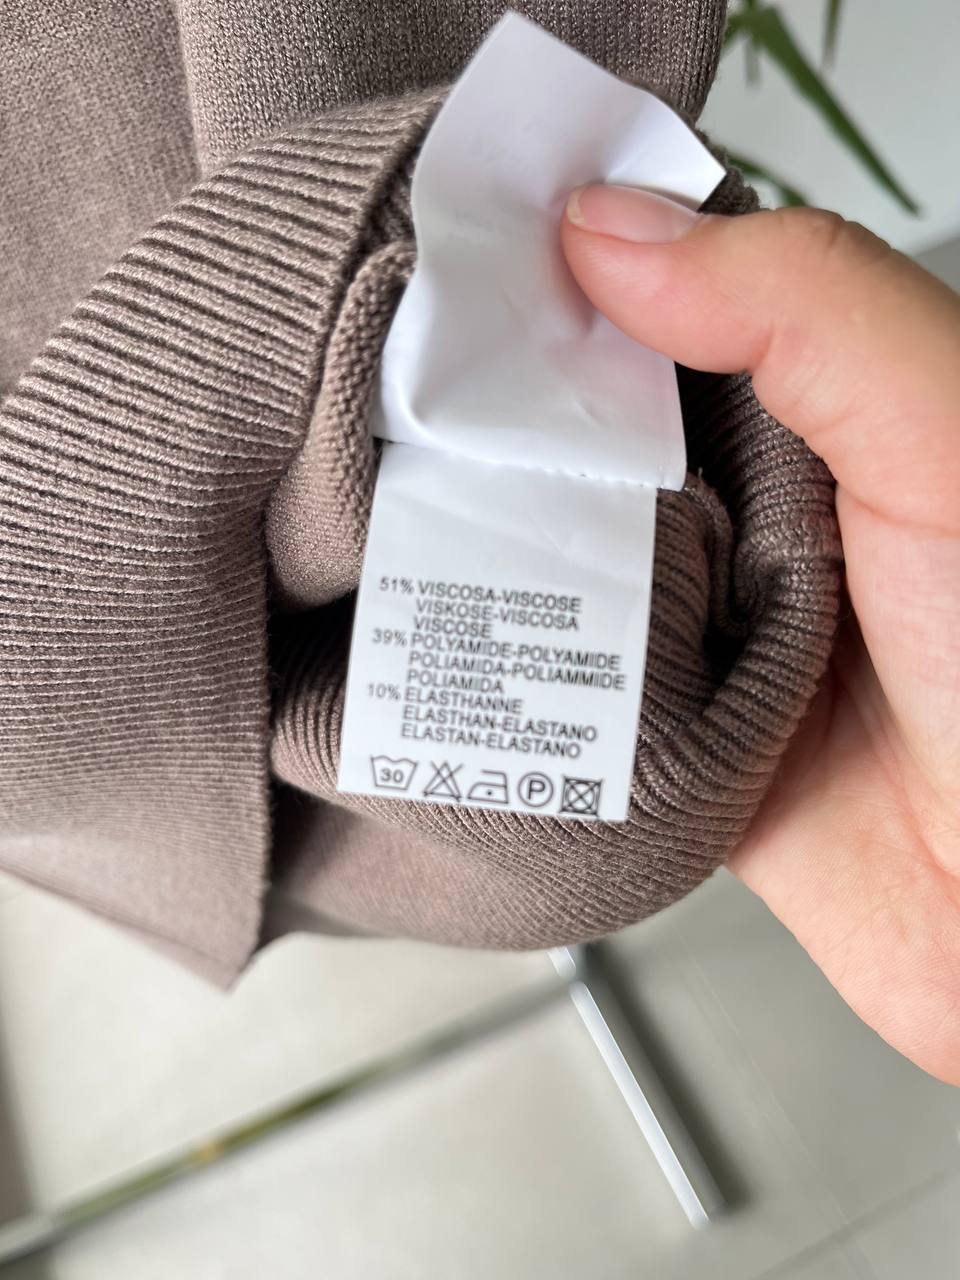 51% VISCOSA-VISCOSE
VISKOSE-VISCOSA
VISCOSE
39% POLYAMIDE-POLYAMIDE
POLIAMIDA-POLIAMMIDE
POLIAMIDA
10% ELASTHANNE
ELASTHAN-ELASTANO
ELASTAN-ELASTANO
30 P